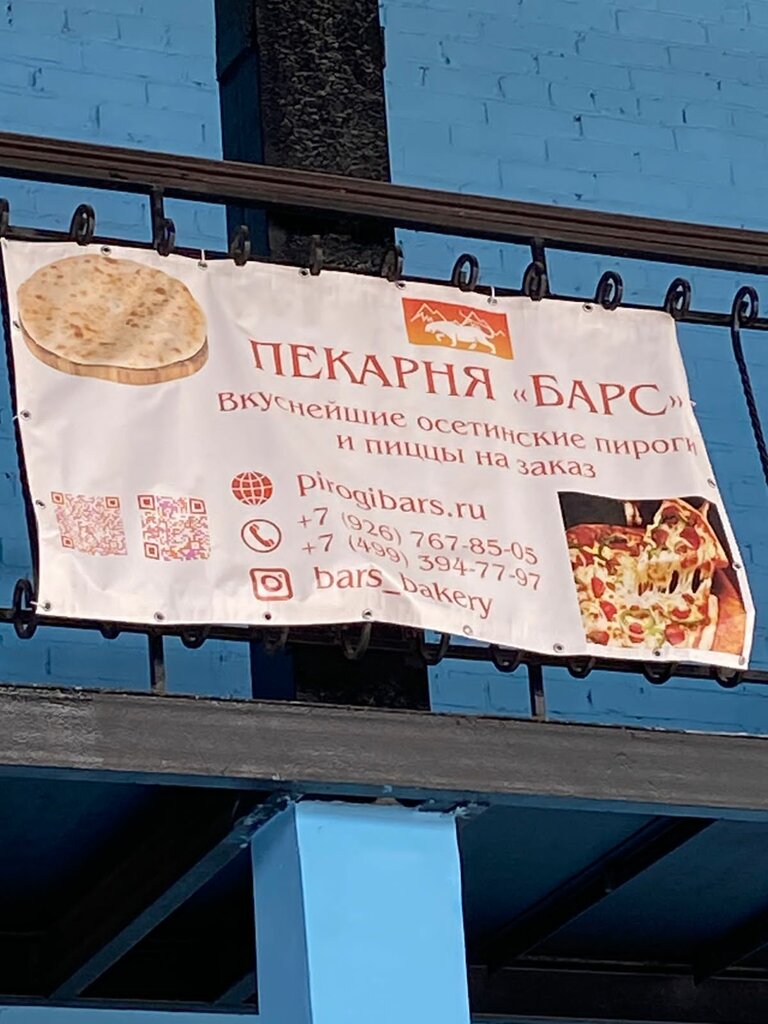 ПЕКАРНЯ «БАРС»
Вкуснейшие осетинские пироги
и пиццы на заказ
pirogibars.ru
+7 (926) 767-85-05
+7 (499) 394-77-97
bars_bakery